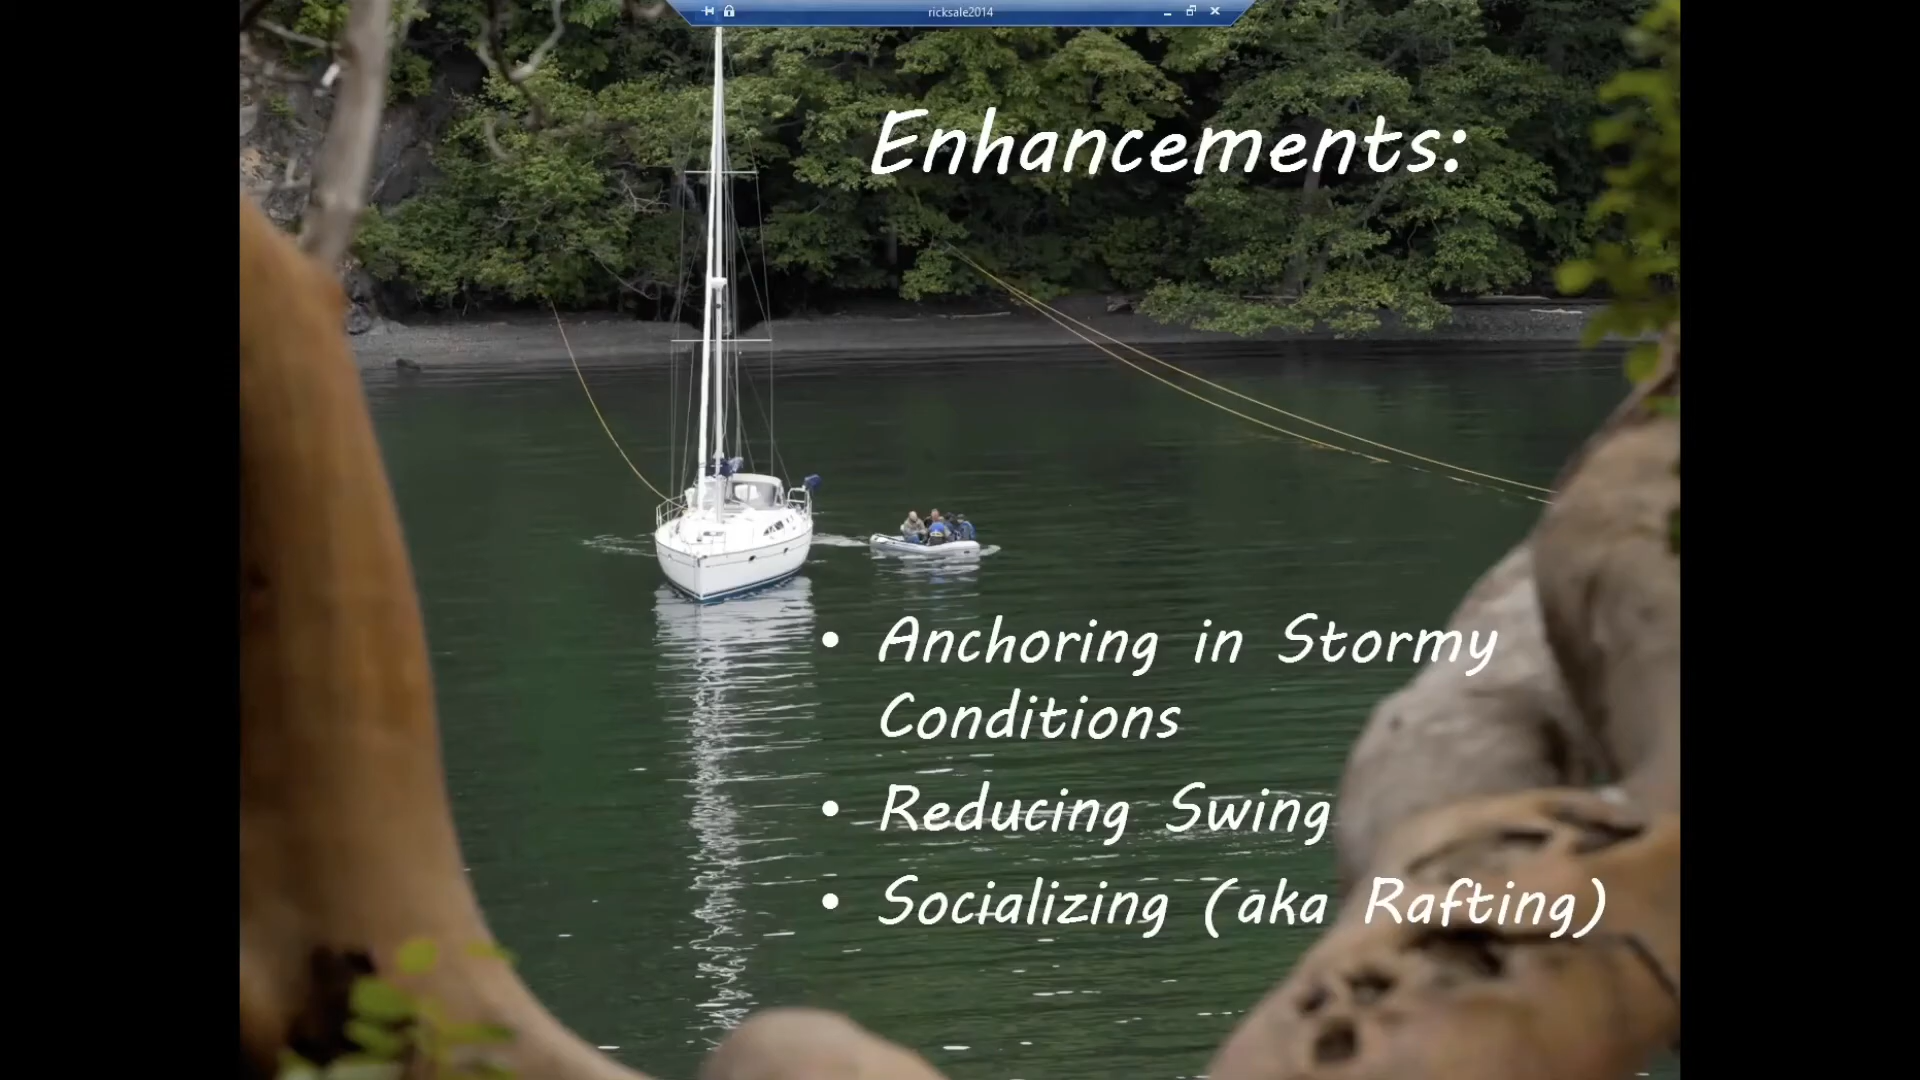 ricksale2014
Enhancements:
• Anchoring in Stormy
Conditions
• Reducing Swing
• Socializing (aka Rafting)